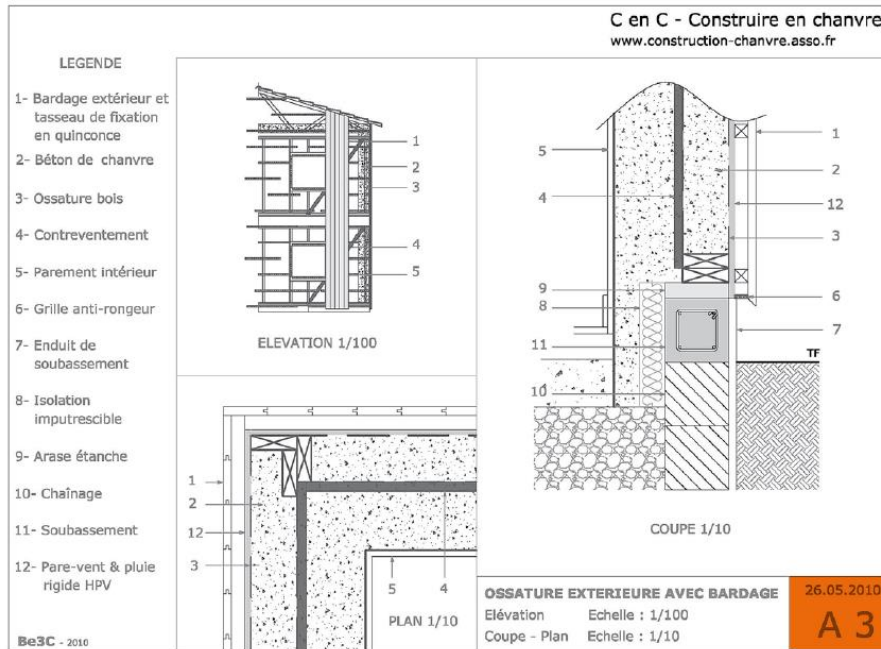 C en C - Construire en chanvre
www.construction-chanvre.asso.fr
LEGENDE
1- Bardage extérieur et
tasseau de fixation
en quinconce
2- Béton de chanvre
3- Ossature bois
4- Contreventement
5- Parement intérieur
6- Grille anti-rongeur
7- Enduit de
soubassement
8- Isolation
imputrescible
9- Arase étanche
10- Chaînage
11- Soubassement
12- Pare-vent & pluie
rigide HPV
Be3C - 2010
1
2
3
4
5
ELEVATION 1/100
1
2
12
3
5
4
PLAN 1/10
5
4
9
8
11
10
1
2
12
3
6
7
TF
COUPE 1/10
OSSATURE EXTERIEURE AVEC BARDAGE
Elévation Echelle : 1/100
Coupe - Plan Echelle : 1/10
26.05.2010
A 3